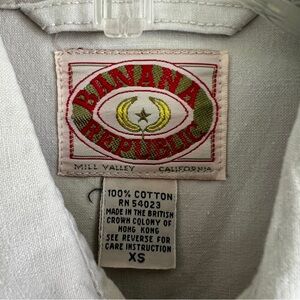 BANANA
REPUBLIC
MILL VALLEY CALIFORNIA
100% COTTON
RN 54023
MADE IN THE BRITISH
CROWN COLONY OF
HONG KONG
SEE REVERSE FOR
CARE INSTRUCTION
XS